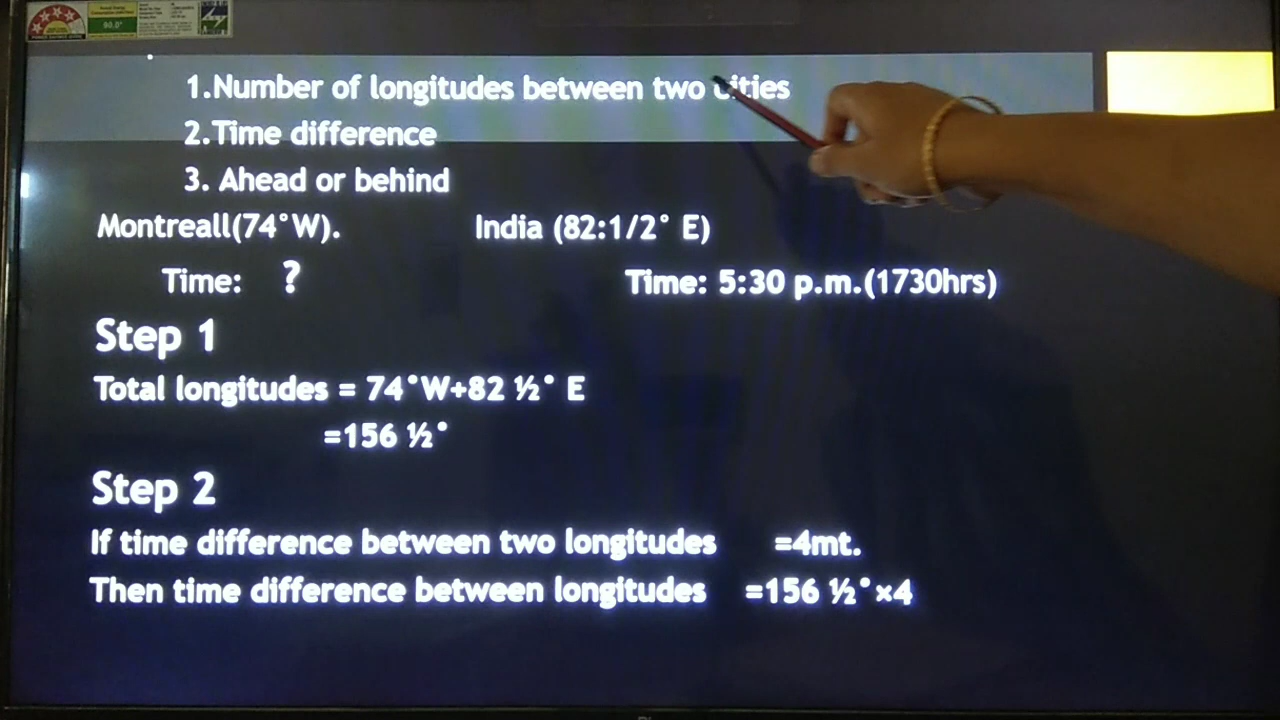 1.Number of longitudes between two cities
2.Time difference
3. Ahead or behind
Montreall(74°W). India (82:1/2° E)
Time: ? Time: 5:30 p.m.(1730hrs)
Step 1
Total longitudes = 74°W+82 ½° E
=156 ½°
Step 2
If time difference between two longitudes =4mt.
Then time difference between longitudes =156 ½°×4